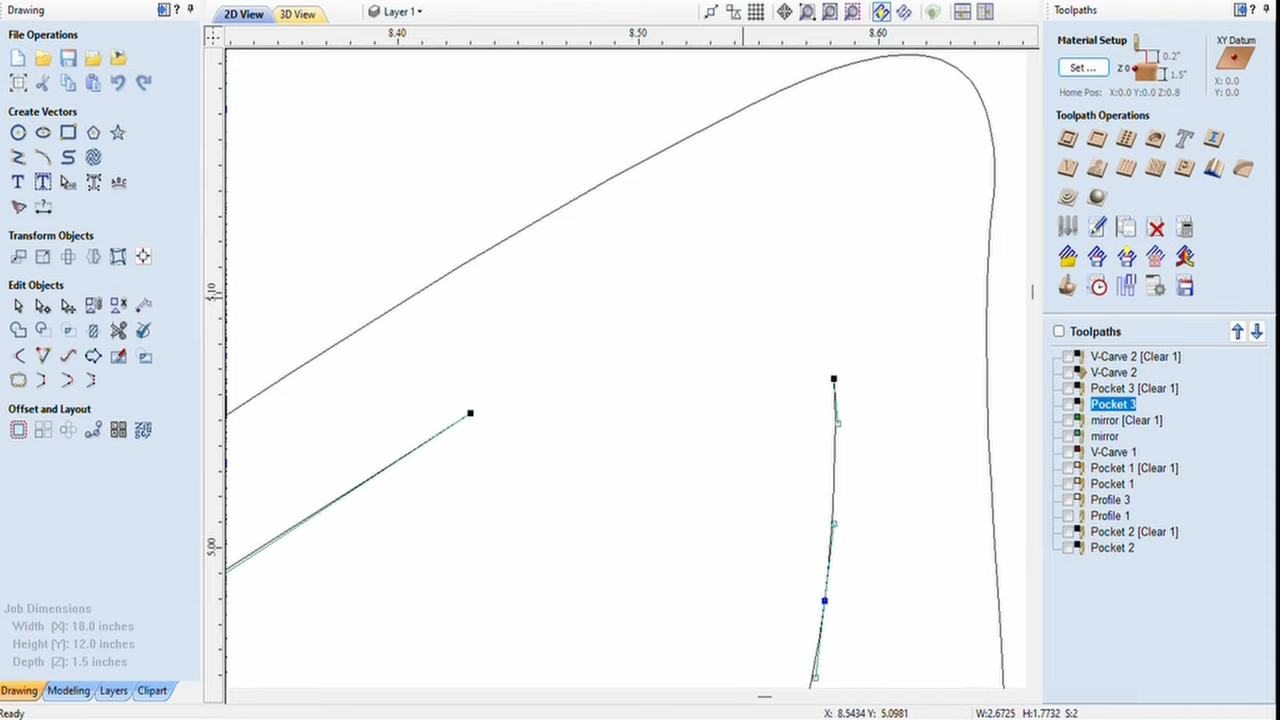 Drawing
File Operations
Create Vectors
Transform Objects
Edit Objects
Offset and Layout
Job Dimensions
Width [X]: 18.0 inches
Height [Y]: 12.0 inches
Depth [Z]: 1.5 inches
Drawing Modeling Layers Clipart
Ready
2D View 3D View
Layer 1
8.40 8.50 8.60
5.10
5.00
X: 8.5434 Y: 5.0981 W:2.6725 H:1.7732 S:2
Toolpaths
Material Setup
XY Datum
Set ...
Z 0
0.2"
1.5"
X: 0.0
Y: 0.0
Home Pos: X:0.0 Y:0.0 Z:0.8
Toolpath Operations
Toolpaths
V-Carve 2 [Clear 1]
V-Carve 2
Pocket 3 [Clear 1]
Pocket 3
mirror [Clear 1]
mirror
V-Carve 1
Pocket 1 [Clear 1]
Pocket 1
Profile 3
Profile 1
Pocket 2 [Clear 1]
Pocket 2